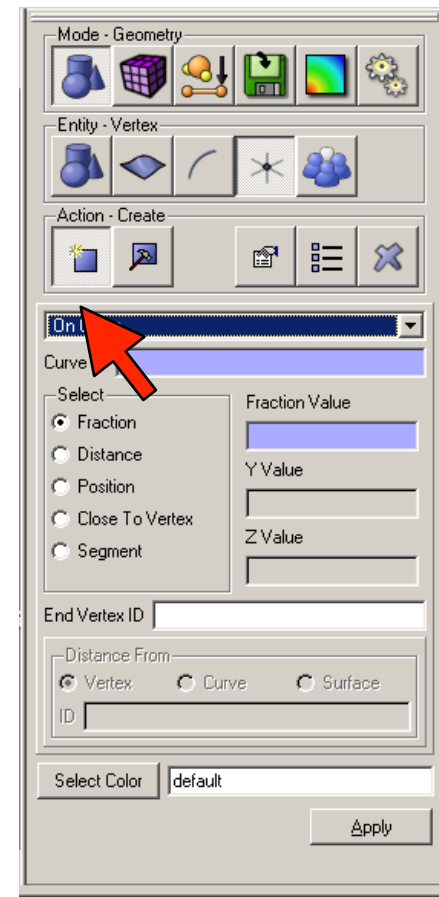 Mode - Geometry
Entity - Vertex
Action - Create
On
Curve
Select
Fraction
Distance
Position
Close To Vertex
Segment
Fraction Value
Y Value
Z Value
End Vertex ID
Distance From
Vertex Curve Surface
ID
Select Color default
Apply